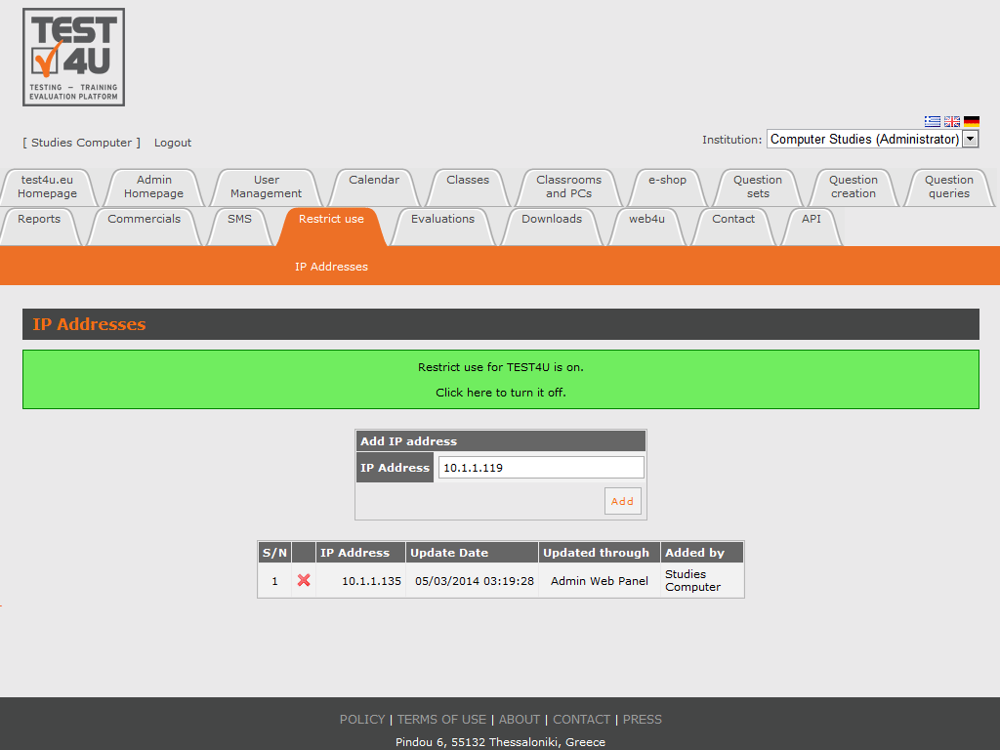 TEST
4U
TESTING – TRAINING
EVALUATION PLATFORM
[ Studies Computer ] Logout
Institution: Computer Studies (Administrator)
test4u.eu Homepage
Admin Homepage
User Management
Calendar
Classes
Classrooms and PCs
e-shop
Question sets
Question creation
Question queries
Reports
Commercials
SMS
Restrict use
Evaluations
Downloads
web4u
Contact
API
IP Addresses
IP Addresses
Restrict use for TEST4U is on.
Click here to turn it off.
Add IP address
IP Address 10.1.1.119
Add
S/N IP Address Update Date Updated through Added by
1 10.1.1.135 05/03/2014 03:19:28 Admin Web Panel Studies Computer
POLICY | TERMS OF USE | ABOUT | CONTACT | PRESS
Pindou 6, 55132 Thessaloniki, Greece